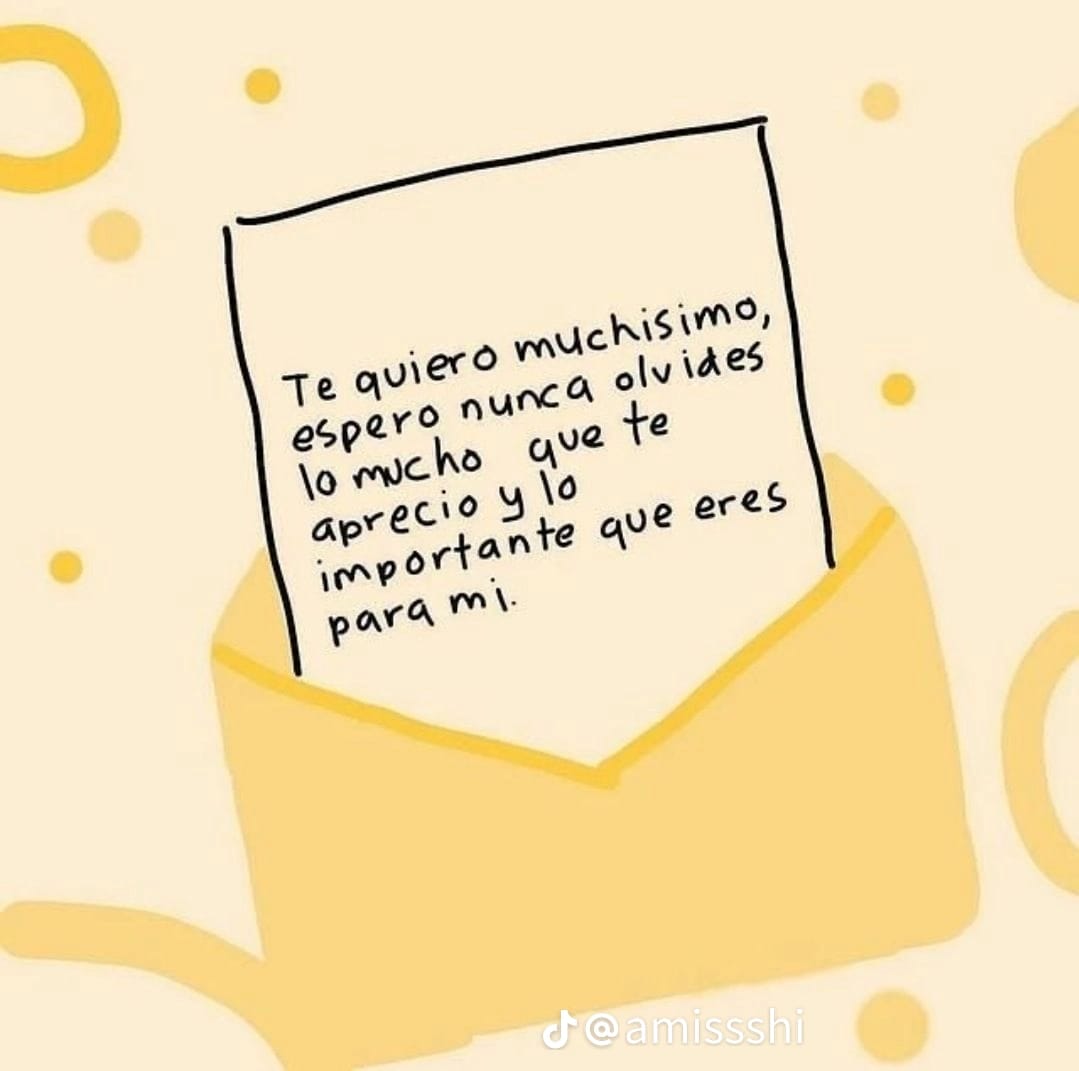 Te quiero muchisimo,
espero nunca olvides
lo mucho que te
aprecio y lo
importante que eres
para mi.
@amissshi